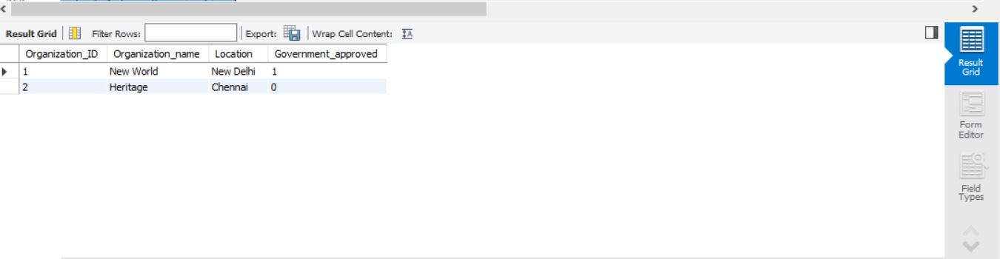 Result Grid Filter Rows: Export: Wrap Cell Content:
Organization_ID Organization_name Location Government_approved
1 New World New Delhi 1
2 Heritage Chennai 0
Result
Grid
Form
Editor
Field
Types